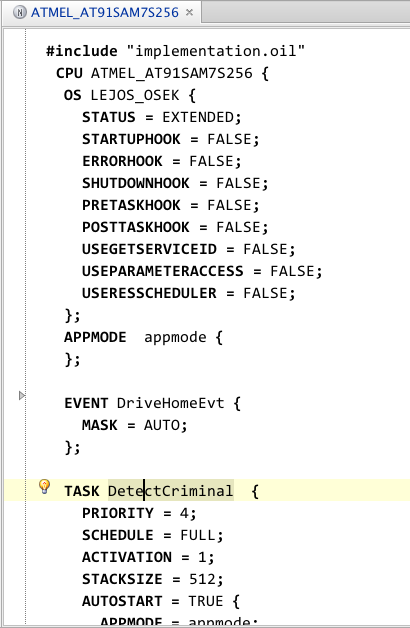 ATMEL_AT91SAM7S256
#include "implementation.oil"
CPU ATMEL_AT91SAM7S256 {
OS LEJOS_OSEK {
STATUS = EXTENDED;
STARTUPHOOK = FALSE;
ERRORHOOK = FALSE;
SHUTDOWNHOOK = FALSE;
PRETASKHOOK = FALSE;
POSTTASKHOOK = FALSE;
USEGETSERVICEID = FALSE;
USEPARAMETERACCESS = FALSE;
USERESSCHEDULER = FALSE;
};
APPMODE appmode {
};
EVENT DriveHomeEvt {
MASK = AUTO;
};
TASK DetectCriminal {
PRIORITY = 4;
SCHEDULE = FULL;
ACTIVATION = 1;
STACKSIZE = 512;
AUTOSTART = TRUE {
APPMODE = appmode;